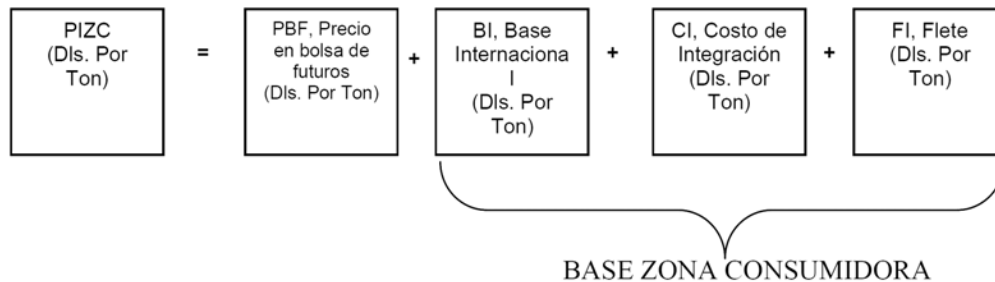 PIZC
(Dls. Por
Ton)
=
PBF, Precio
en bolsa de
futuros
(Dls. Por Ton)
+
BI, Base
Internaciona
l
(Dls. Por
Ton)
+
CI, Costo de
Integración
(Dls. Por
Ton)
+
FI, Flete
(Dls. Por
Ton)
BASE ZONA CONSUMIDORA